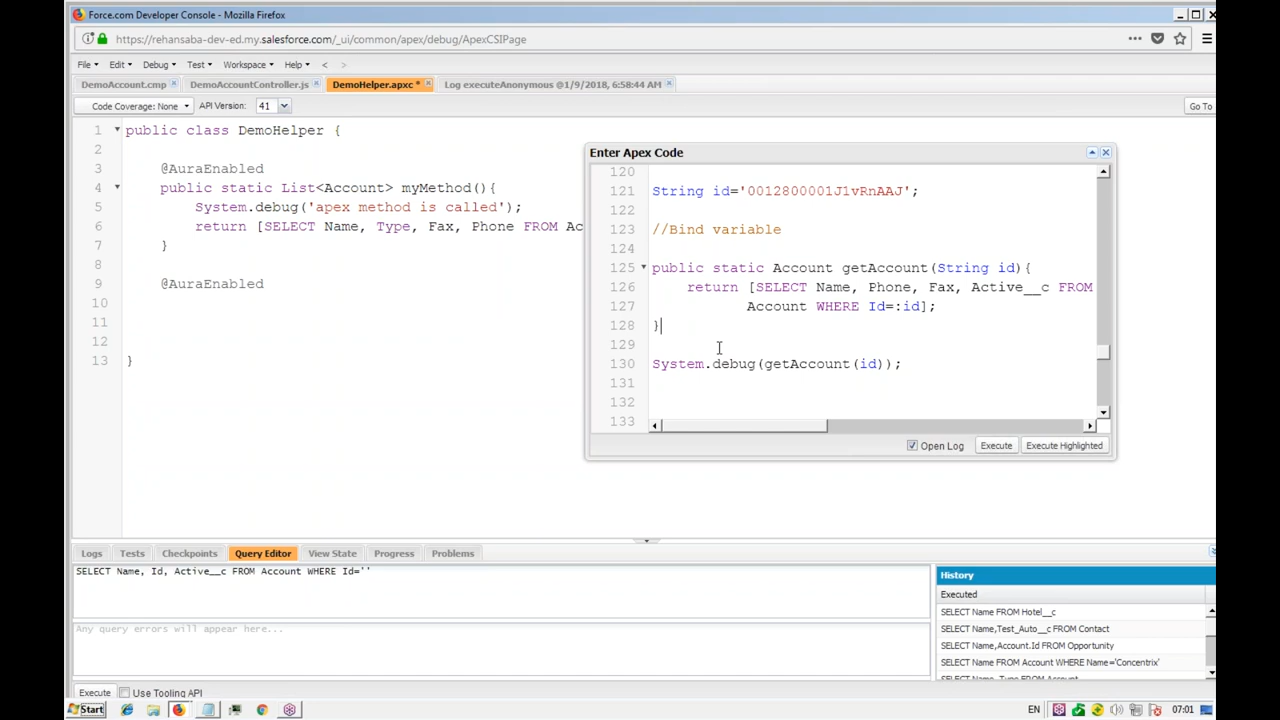 Force.com Developer Console - Mozilla Firefox
https://rehansaba-dev-ed.my.salesforce.com/_ui/common/apex/debug/ApexCSIPage
File Edit Debug Test Workspace Help < >
DemoAccount.cmp DemoAccountController.js DemoHelper.apxc * Log executeAnonymous @1/9/2018, 6:58:44 AM
Code Coverage: None API Version: 41 Go To
1 public class DemoHelper {
2
3 @AuraEnabled
4 public static List<Account> myMethod(){
5 System.debug('apex method is called');
6 return [SELECT Name, Type, Fax, Phone FROM Ac
7 }
8
9 @AuraEnabled
10
11
12
13 }
Enter Apex Code
120
121 String id='0012800001J1vRnAAJ';
122
123 //Bind variable
124
125 public static Account getAccount(String id){
126 return [SELECT Name, Phone, Fax, Active__c FROM
127 Account WHERE Id=:id];
128 }
129
130 System.debug(getAccount(id));
131
132
133
Open Log Execute Execute Highlighted
Logs Tests Checkpoints Query Editor View State Progress Problems
SELECT Name, Id, Active__c FROM Account WHERE Id=''
Any query errors will appear here...
History
Executed
SELECT Name FROM Hotel__c
SELECT Name,Test_Auto__c FROM Contact
SELECT Name,Account.Id FROM Opportunity
SELECT Name FROM Account WHERE Name='Concentrix'
SELECT Name, Type FROM Account
Execute Use Tooling API
Start EN 07:01